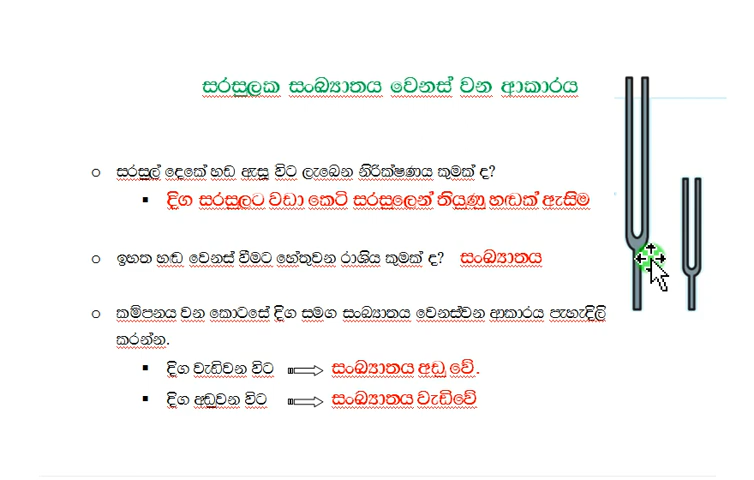 සරසුලක සංඛ්‍යාතය වෙනස් වන ආකාරය
සරසුල් දෙකේ හඬ ඇසූ විට ලැබෙන නිරික්ෂණය කුමක් ද?
දිග සරසුලට වඩා කෙටි සරසුලෙන් තියුණු හඬක් ඇසිම
ඉහත හඬ වෙනස් වීමට හේතුවන රාශිය කුමක් ද? සංඛ්‍යාතය
කම්පනය වන කොටසේ දිග සමග සංඛ්‍යාතය වෙනස්වන ආකාරය පැහැදිලි
කරන්න.
දිග වැඩිවන විට සංඛ්‍යාතය අඩු වේ.
දිග අඩුවන විට සංඛ්‍යාතය වැඩිවේ